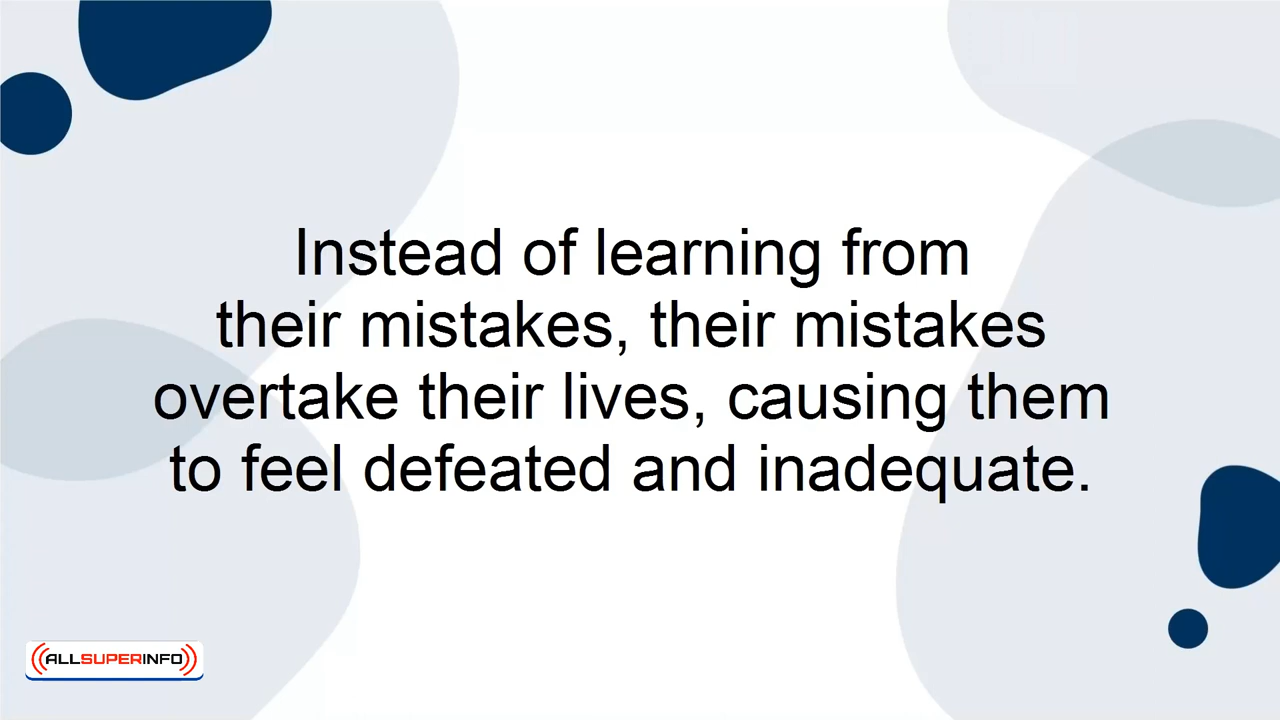 Instead of learning from
their mistakes, their mistakes
overtake their lives, causing them
to feel defeated and inadequate.
ALLSUPERINFO